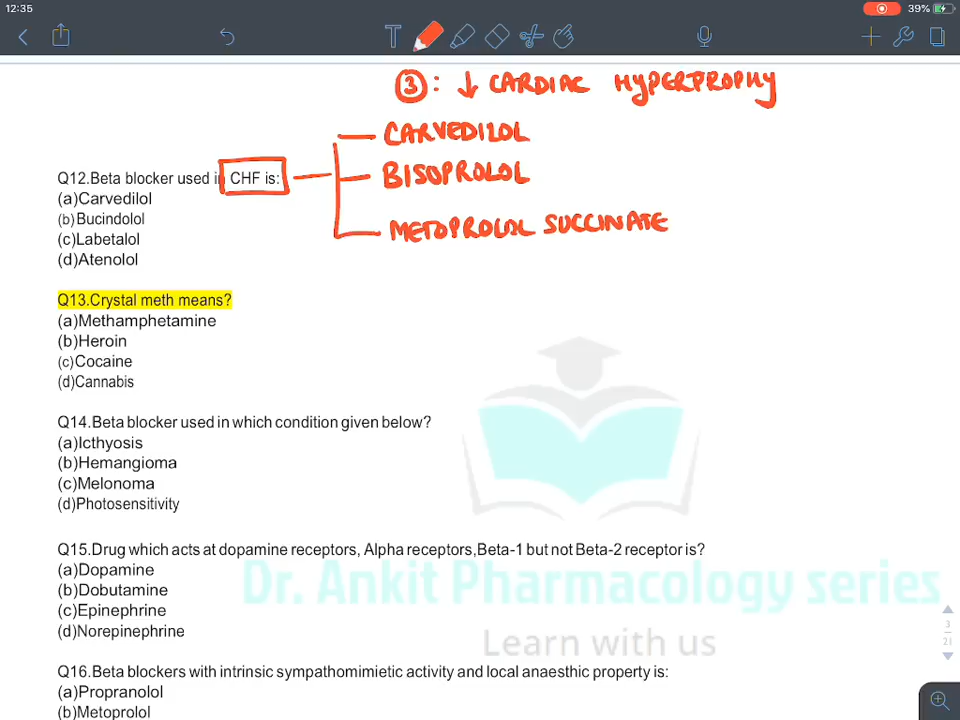 12:35
39%
T
③: ↓ CARDIAC HYPERPROPHY
CARVEDILOL
BISOPROLOL
METOPROLOL SUCCINATE
Q12.Beta blocker used in CHF is:
(a)Carvedilol
(b)Bucindolol
(c)Labetalol
(d)Atenolol
Q13.Crystal meth means?
(a)Methamphetamine
(b)Heroin
(c)Cocaine
(d)Cannabis
Q14.Beta blocker used in which condition given below?
(a)Icthyosis
(b)Hemangioma
(c)Melonoma
(d)Photosensitivity
Q15.Drug which acts at dopamine receptors, Alpha receptors,Beta-1 but not Beta-2 receptor is?
(a)Dopamine
(b)Dobutamine
(c)Epinephrine
(d)Norepinephrine
Dr. Ankit Pharmacology series
Learn with us
3
21
Q16.Beta blockers with intrinsic sympathomimietic activity and local anaesthic property is:
(a)Propranolol
(b)Metoprolol